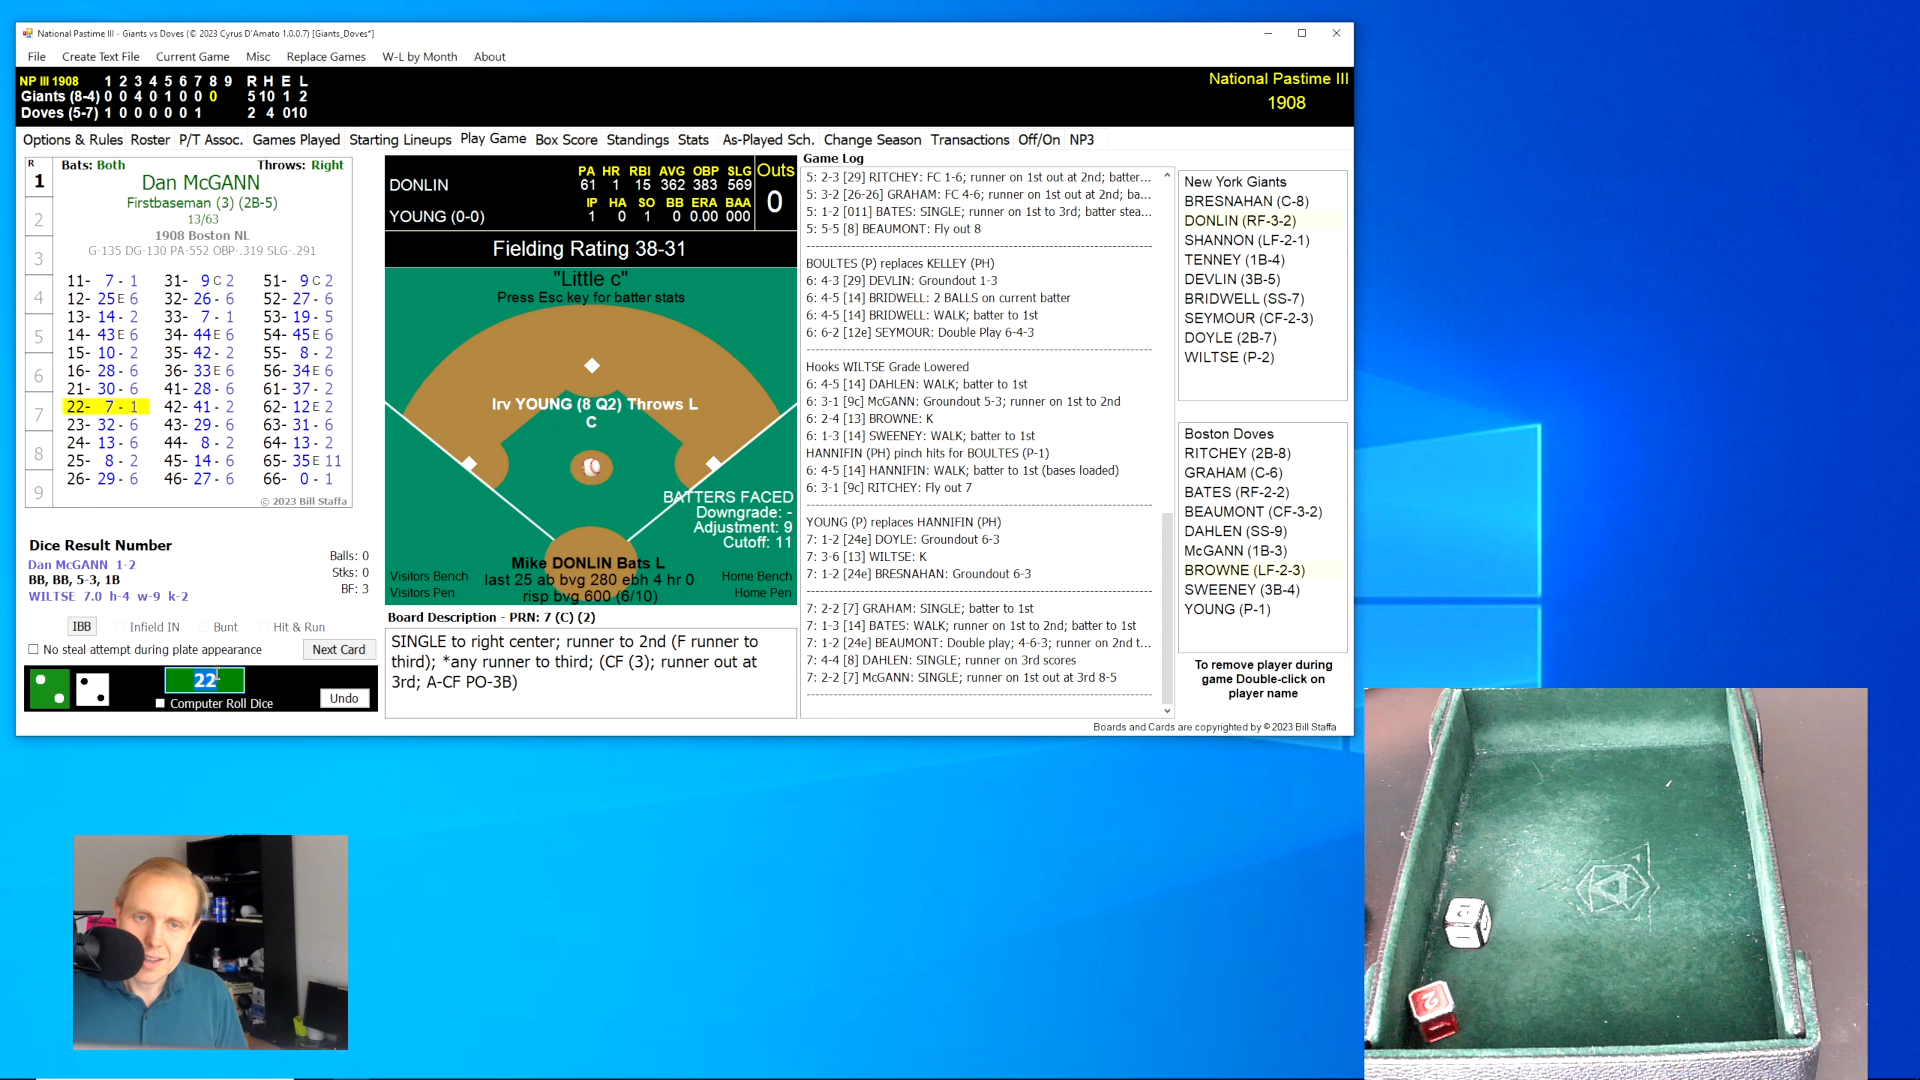 National Pastime III - Giants vs Doves (© 2023 Cyrus D'Amato 1.0.0.7) [Giants_Doves*]
File Create Text File Current Game Misc Replace Games W-L by Month About
NP III 1908 1 2 3 4 5 6 7 8 9 R H E L
Giants (8-4) 0 0 4 0 1 0 0 0 5 10 1 2
Doves (5-7) 1 0 0 0 0 0 1 2 4 0 10
National Pastime III
1908
Options & Rules Roster P/T Assoc. Games Played Starting Lineups Play Game Box Score Standings Stats As-Played Sch. Change Season Transactions Off/On NP3
R
1
2
3
4
5
6
7
8
9
Bats: Both Throws: Right
Dan McGANN
Firstbaseman (3) (2B-5)
13/63
1908 Boston NL
G-135 DG-130 PA-552 OBP-.319 SLG-.291
11- 7 - 1 31- 9 C 2 51- 9 C 2
12- 25 E 6 32- 26 - 6 52- 27 - 6
13- 14 - 2 33- 7 - 1 53- 19 - 5
14- 43 E 6 34- 44 E 6 54- 45 E 6
15- 10 - 2 35- 42 - 2 55- 8 - 2
16- 28 - 6 36- 33 E 6 56- 34 E 6
21- 30 - 6 41- 28 - 6 61- 37 - 2
22- 7 - 1 42- 41 - 2 62- 12 E 2
23- 32 - 6 43- 29 - 6 63- 31 - 6
24- 13 - 6 44- 8 - 2 64- 13 - 2
25- 8 - 2 45- 14 - 6 65- 35 E 11
26- 29 - 6 46- 27 - 6 66- 0 - 1
© 2023 Bill Staffa
Dice Result Number
Dan McGANN 1-2
BB, BB, 5-3, 1B
WILTSE 7.0 h-4 w-9 k-2
Balls: 0
Stks: 0
BF: 3
IBB Infield IN Bunt Hit & Run
No steal attempt during plate appearance Next Card
22
Computer Roll Dice Undo
PA HR RBI AVG OBP SLG
DONLIN 61 1 15 362 383 569
IP HA SO BB ERA BAA
YOUNG (0-0) 1 0 1 0 0.00 000
Outs
0
Fielding Rating 38-31
"Little c"
Press Esc key for batter stats
Irv YOUNG (8 Q2) Throws L
C
BATTERS FACED
Downgrade: -
Adjustment: 9
Cutoff: 11
Mike DONLIN Bats L
Visitors Bench last 25 ab bvg 280 ebh 4 hr 0 Home Bench
Visitors Pen risp bvg 600 (6/10) Home Pen
Board Description - PRN: 7 (C) (2)
SINGLE to right center; runner to 2nd (F runner to
third); *any runner to third; (CF (3); runner out at
3rd; A-CF PO-3B)
Game Log
5: 2-3 [29] RITCHEY: FC 1-6; runner on 1st out at 2nd; batter...
5: 3-2 [26-26] GRAHAM: FC 4-6; runner on 1st out at 2nd; ba...
5: 1-2 [011] BATES: SINGLE; runner on 1st to 3rd; batter stea...
5: 5-5 [8] BEAUMONT: Fly out 8
BOULTES (P) replaces KELLEY (PH)
6: 4-3 [29] DEVLIN: Groundout 1-3
6: 4-5 [14] BRIDWELL: 2 BALLS on current batter
6: 4-5 [14] BRIDWELL: WALK; batter to 1st
6: 6-2 [12e] SEYMOUR: Double Play 6-4-3
Hooks WILTSE Grade Lowered
6: 4-5 [14] DAHLEN: WALK; batter to 1st
6: 3-1 [9c] McGANN: Groundout 5-3; runner on 1st to 2nd
6: 2-4 [13] BROWNE: K
6: 1-3 [14] SWEENEY: WALK; batter to 1st
HANNIFIN (PH) pinch hits for BOULTES (P-1)
6: 4-5 [14] HANNIFIN: WALK; batter to 1st (bases loaded)
6: 3-1 [9c] RITCHEY: Fly out 7
YOUNG (P) replaces HANNIFIN (PH)
7: 1-2 [24e] DOYLE: Groundout 6-3
7: 3-6 [13] WILTSE: K
7: 1-2 [24e] BRESNAHAN: Groundout 6-3
7: 2-2 [7] GRAHAM: SINGLE; batter to 1st
7: 1-3 [14] BATES: WALK; runner on 1st to 2nd; batter to 1st
7: 1-2 [24e] BEAUMONT: Double play; 4-6-3; runner on 2nd t...
7: 4-4 [8] DAHLEN: SINGLE; runner on 3rd scores
7: 2-2 [7] McGANN: SINGLE; runner on 1st out at 3rd 8-5
New York Giants
BRESNAHAN (C-8)
DONLIN (RF-3-2)
SHANNON (LF-2-1)
TENNEY (1B-4)
DEVLIN (3B-5)
BRIDWELL (SS-7)
SEYMOUR (CF-2-3)
DOYLE (2B-7)
WILTSE (P-2)
Boston Doves
RITCHEY (2B-8)
GRAHAM (C-6)
BATES (RF-2-2)
BEAUMONT (CF-3-2)
DAHLEN (SS-9)
McGANN (1B-3)
BROWNE (LF-2-3)
SWEENEY (3B-4)
YOUNG (P-1)
To remove player during
game Double-click on
player name
Boards and Cards are copyrighted by © 2023 Bill Staffa
2